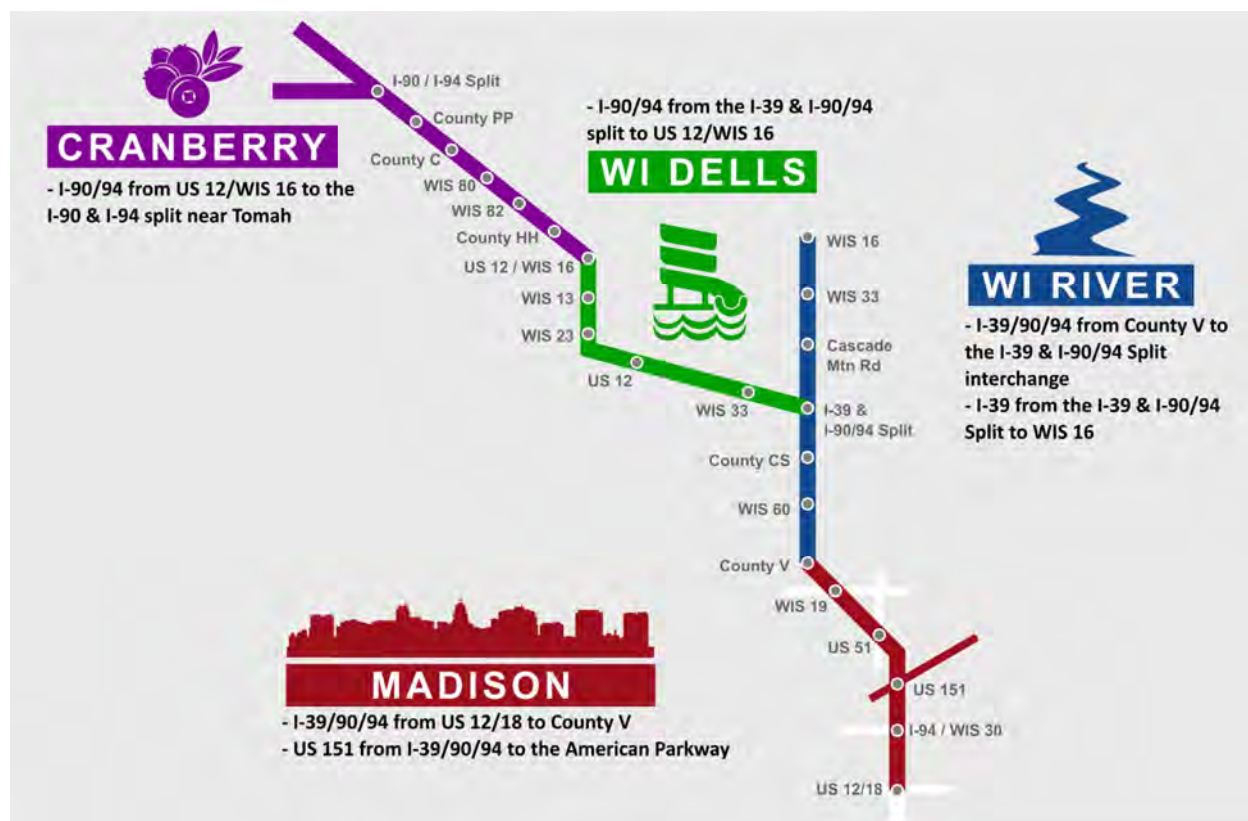 I-90 / I-94 Split
County PP
County C
WIS 80
WIS 82
County HH
US 12 / WIS 16
CRANBERRY
- I-90/94 from US 12/WIS 16 to the
I-90 & I-94 split near Tomah
- I-90/94 from the I-39 & I-90/94
split to US 12/WIS 16
WI DELLS
WIS 13
WIS 23
US 12
WIS 33
WIS 16
WIS 33
Cascade
Mtn Rd
I-39 &
I-90/94 Split
County CS
WIS 60
County V
WI RIVER
- I-39/90/94 from County V to
the I-39 & I-90/94 Split
interchange
- I-39 from the I-39 & I-90/94
Split to WIS 16
WIS 19
US 51
US 151
I-94 / WIS 30
US 12/18
MADISON
- I-39/90/94 from US 12/18 to County V
- US 151 from I-39/90/94 to the American Parkway